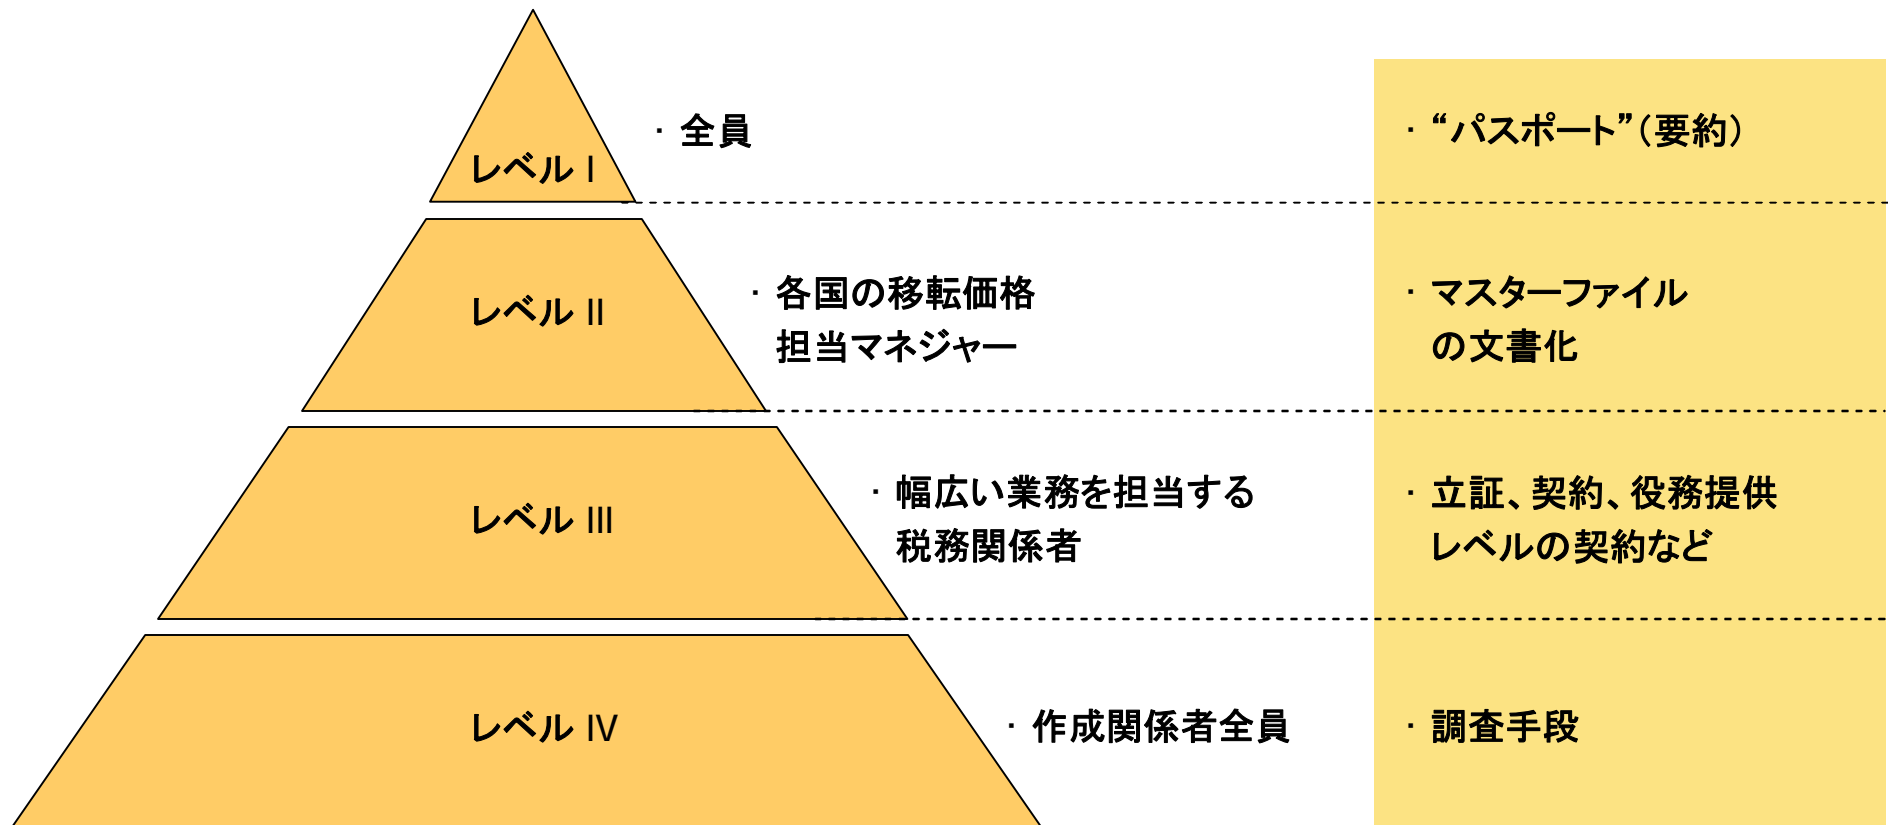 レベル Ⅰ
・全員
・“パスポート”（要約）
レベル Ⅱ
・各国の移転価格
担当マネジャー
・マスターファイル
の文書化
レベル Ⅲ
・幅広い業務を担当する
税務関係者
・立証、契約、役務提供
レベルの契約など
レベル Ⅳ
・作成関係者全員
・調査手段